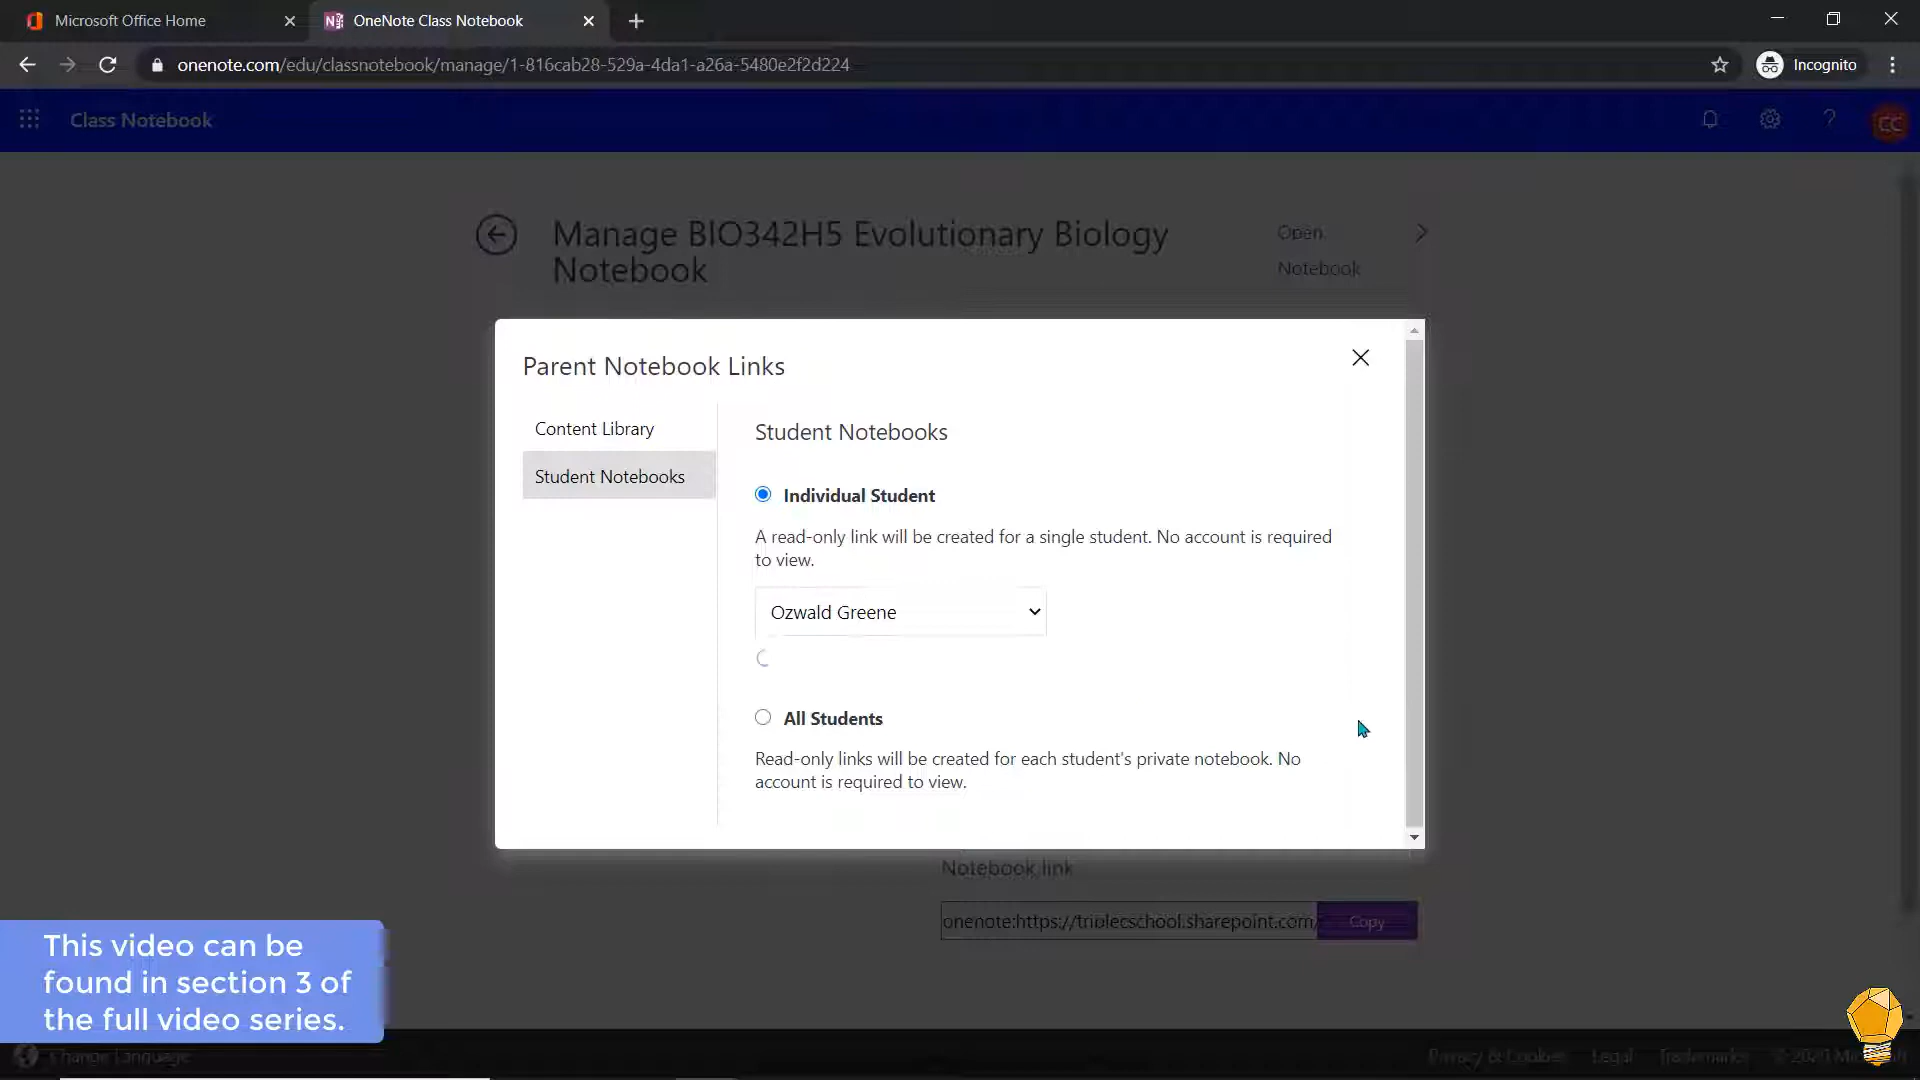 Microsoft Office Home
OneNote Class Notebook
onenote.com/edu/classnotebook/manage/1-816cab28-529a-4da1-a26a-5480e2f2d224
Incognito
Class Notebook
CC
Manage BIO342H5 Evolutionary Biology
Notebook
Open
Notebook
Parent Notebook Links
Content Library
Student Notebooks
Student Notebooks
Individual Student
A read-only link will be created for a single student. No account is required
to view.
Ozwald Greene
All Students
Read-only links will be created for each student's private notebook. No
account is required to view.
Notebook link
onenote:https://triplecschool.sharepoint.com/
Copy
This video can be
found in section 3 of
the full video series.
Change Language
Privacy & Cookies
Legal
Trademarks